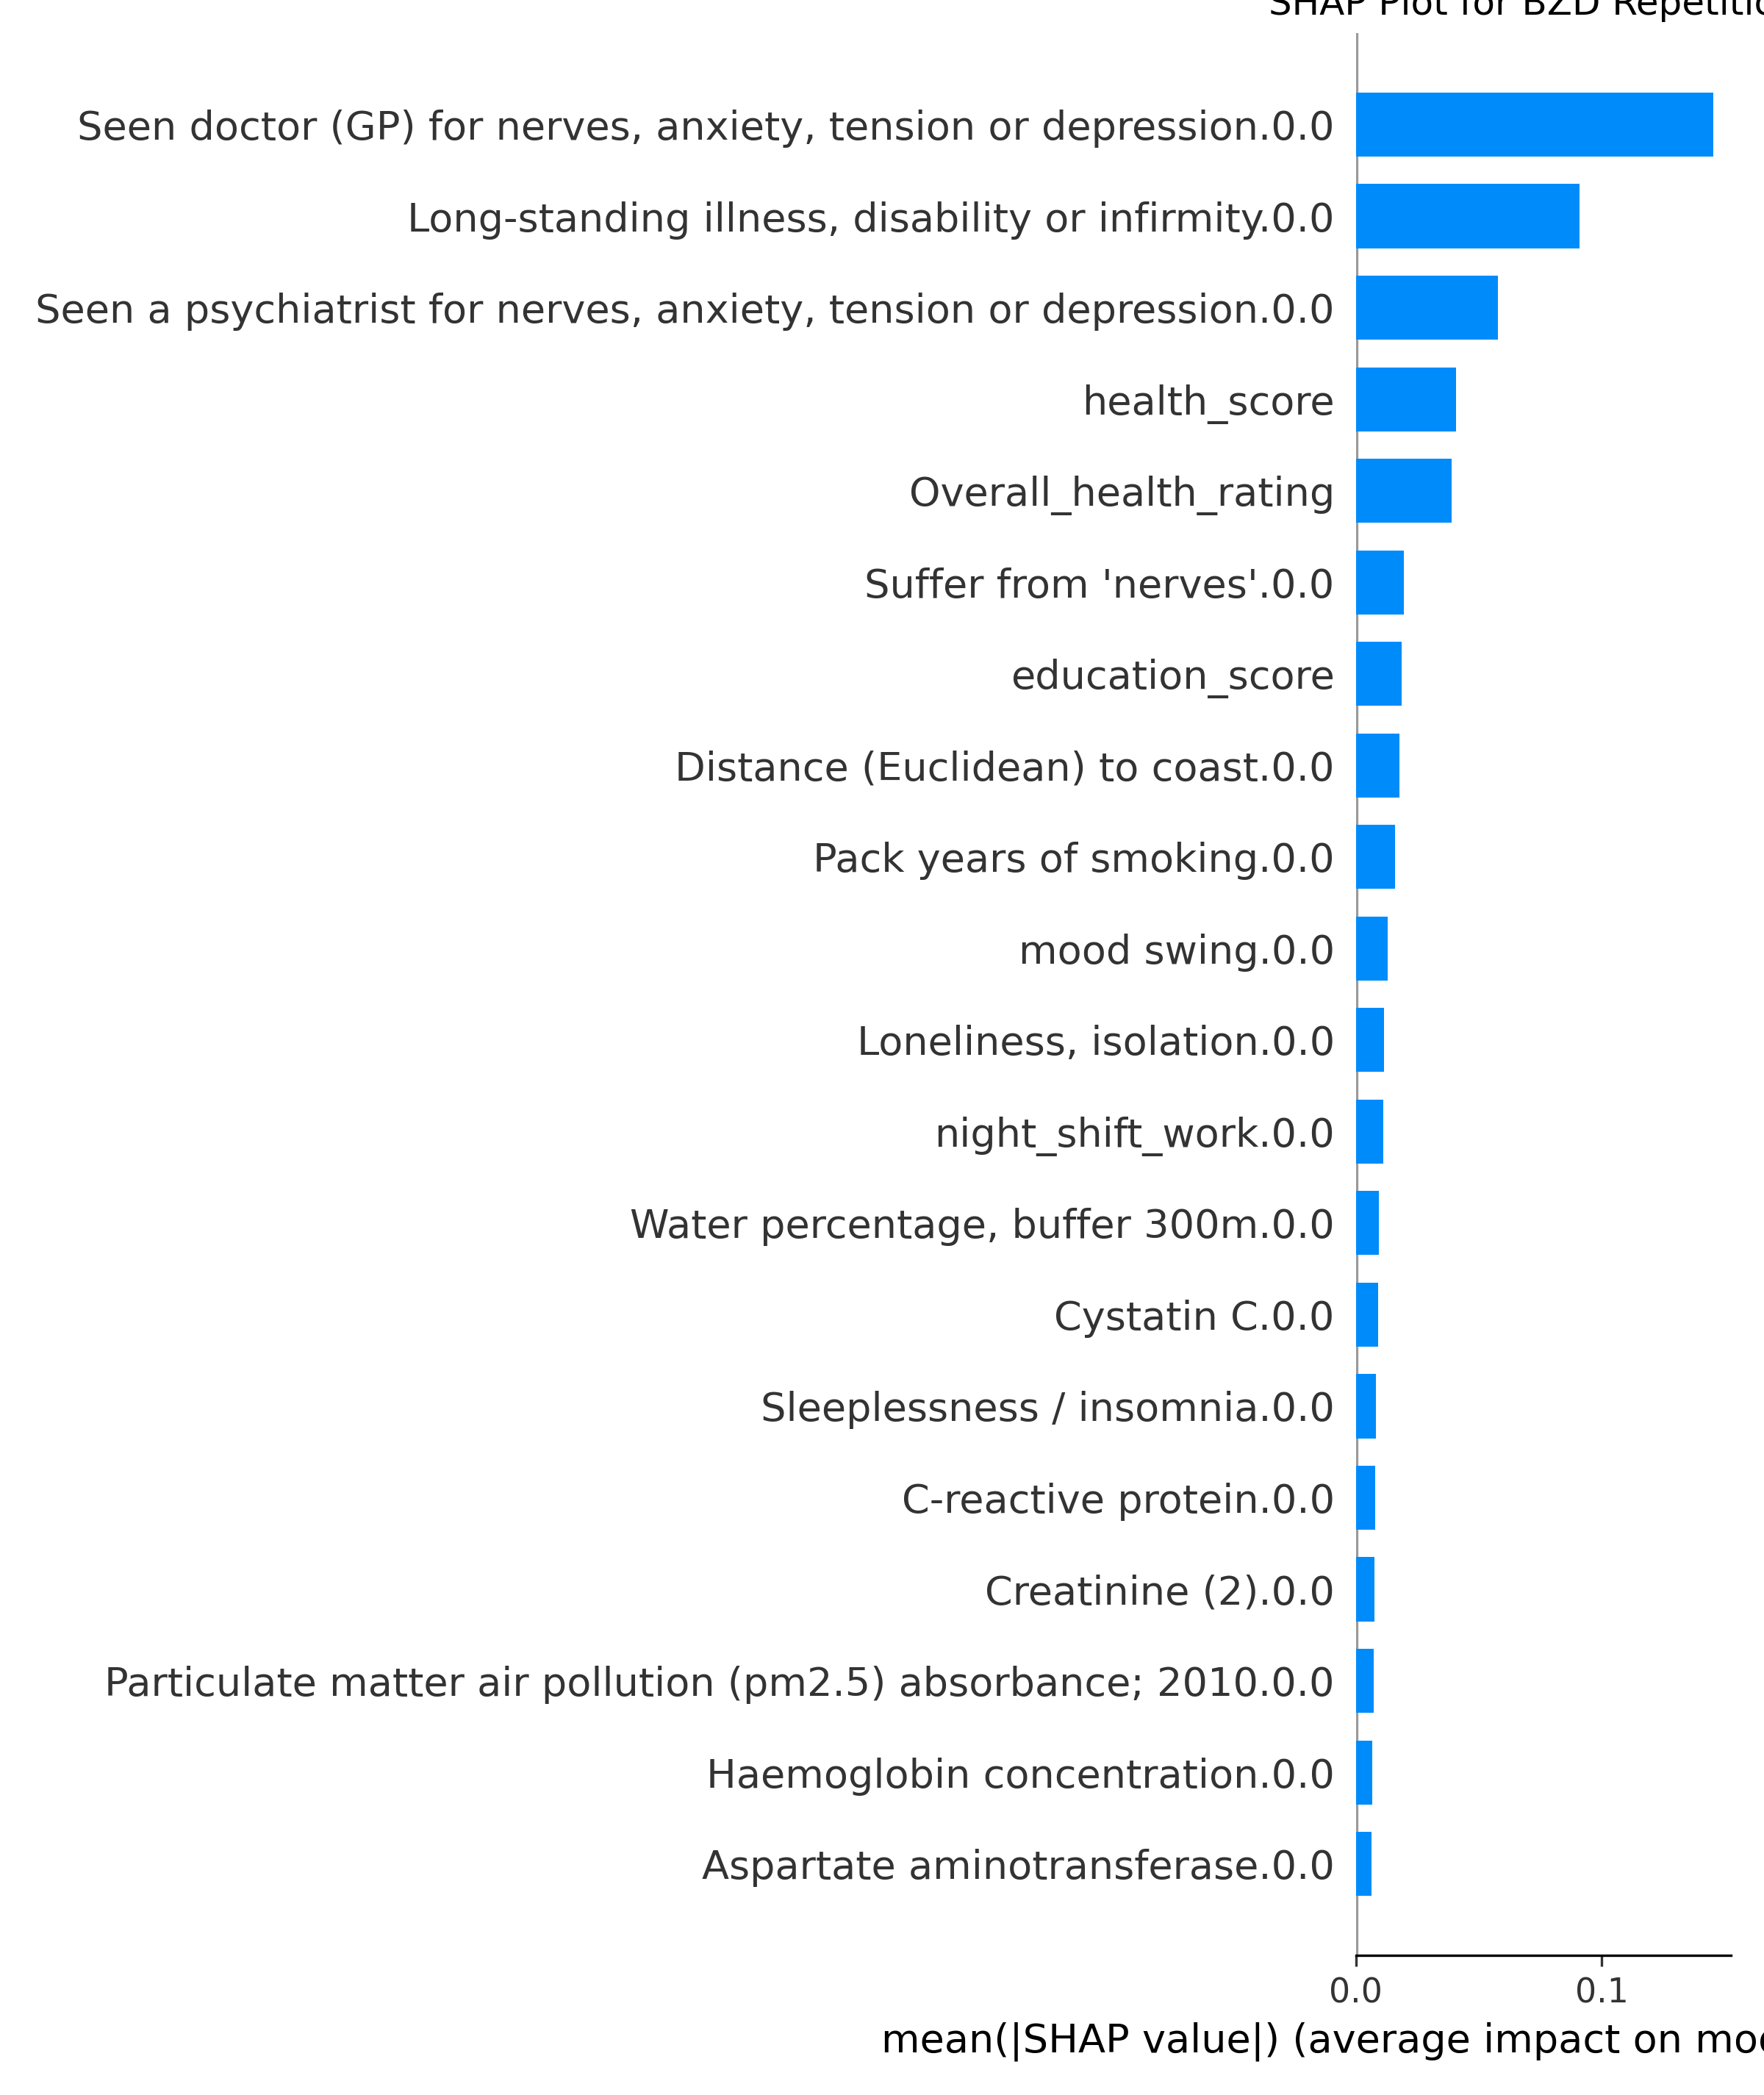 SHAP Plot for BZD
Seen doctor (GP) for nerves, anxiety, tension or depression.0.0
Long-standing illness, disability or infirmity.0.0
Seen a psychiatrist for nerves, anxiety, tension or depression.0.0
health_score
Overall_health_rating
Suffer from 'nerves'.0.0
education_score
Distance (Euclidean) to coast.0.0
Pack years of smoking.0.0
mood swing.0.0
Loneliness, isolation.0.0
night_shift_work.0.0
Water percentage, buffer 300m.0.0
Cystatin C.0.0
Sleeplessness / insomnia.0.0
C-reactive protein.0.0
Creatinine (2).0.0
Particulate matter air pollution (pm2.5) absorbance; 2010.0.0
Haemoglobin concentration.0.0
Aspartate aminotransferase.0.0
0.0 0.1
mean(|SHAP value|) (average impact on